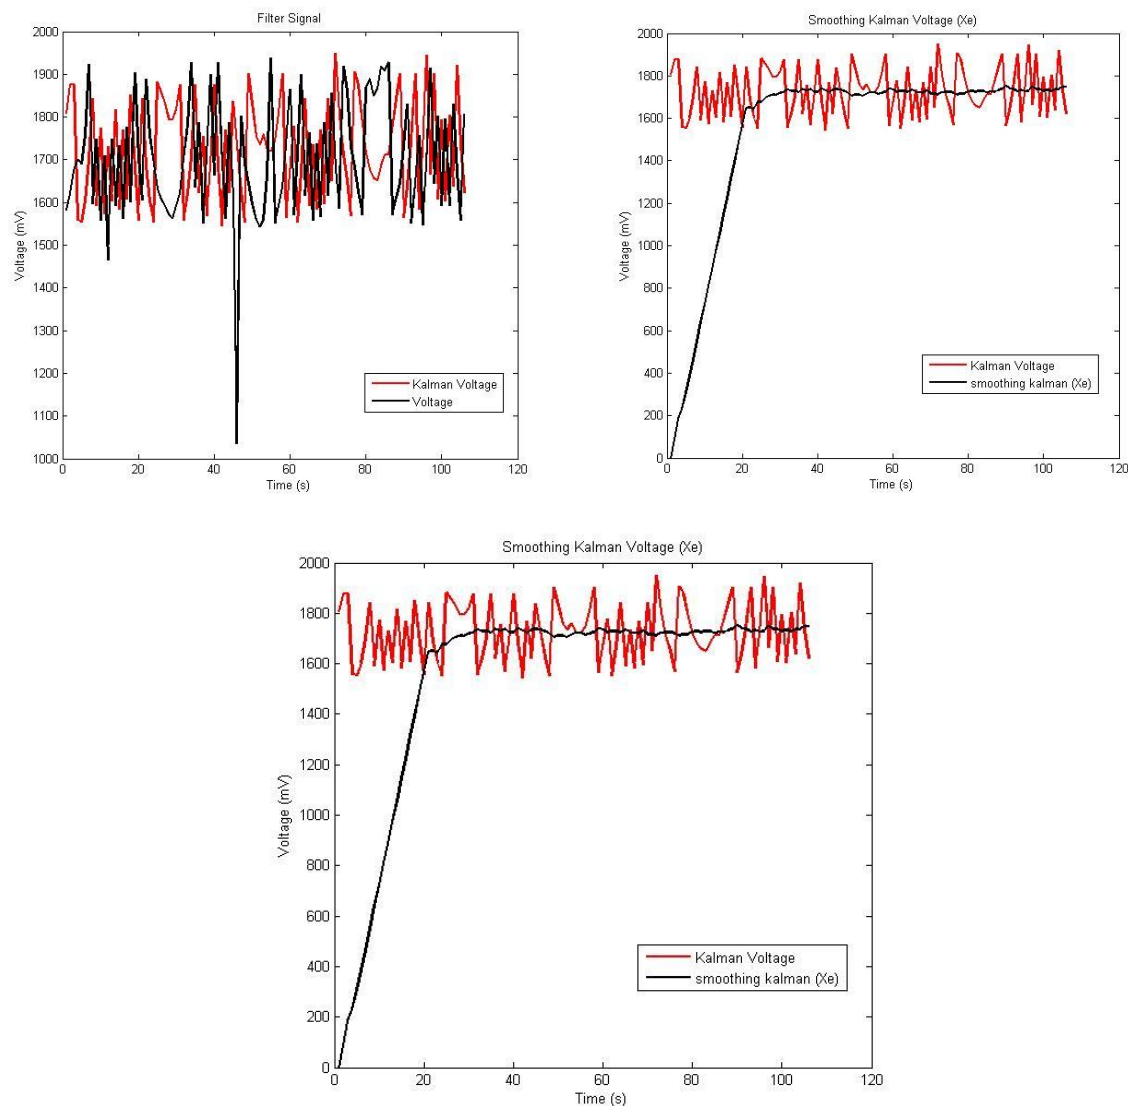 Filter Signal
2000
1900
1800
1700
1600
1500
1400
1300
1200
1100
1000
Voltage (mV)
Kalman Voltage
Voltage
0 20 40 60 80 100 120
Time (s)
Smoothing Kalman Voltage (Xe)
2000
1800
1600
1400
1200
1000
800
600
400
200
0
Voltage (mV)
Kalman Voltage
smoothing kalman (Xe)
0 20 40 60 80 100 120
Time (s)
Smoothing Kalman Voltage (Xe)
2000
1800
1600
1400
1200
1000
800
600
400
200
0
Voltage (mV)
Kalman Voltage
smoothing kalman (Xe)
0 20 40 60 80 100 120
Time (s)